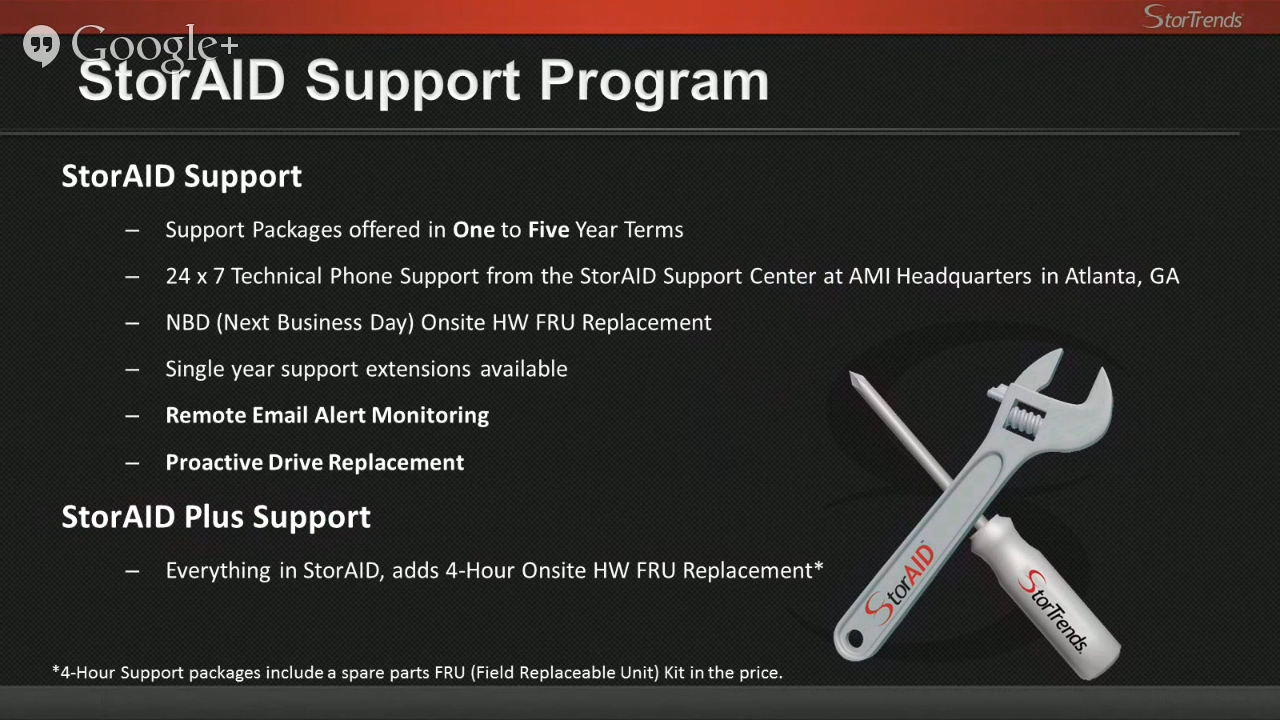 StorTrends
Google+
StorAID Support Program
StorAID Support
– Support Packages offered in One to Five Year Terms
– 24 x 7 Technical Phone Support from the StorAID Support Center at AMI Headquarters in Atlanta, GA
– NBD (Next Business Day) Onsite HW FRU Replacement
– Single year support extensions available
– Remote Email Alert Monitoring
– Proactive Drive Replacement
StorAID Plus Support
– Everything in StorAID, adds 4-Hour Onsite HW FRU Replacement*
StorAID
StorTrends.
*4-Hour Support packages include a spare parts FRU (Field Replaceable Unit) Kit in the price.